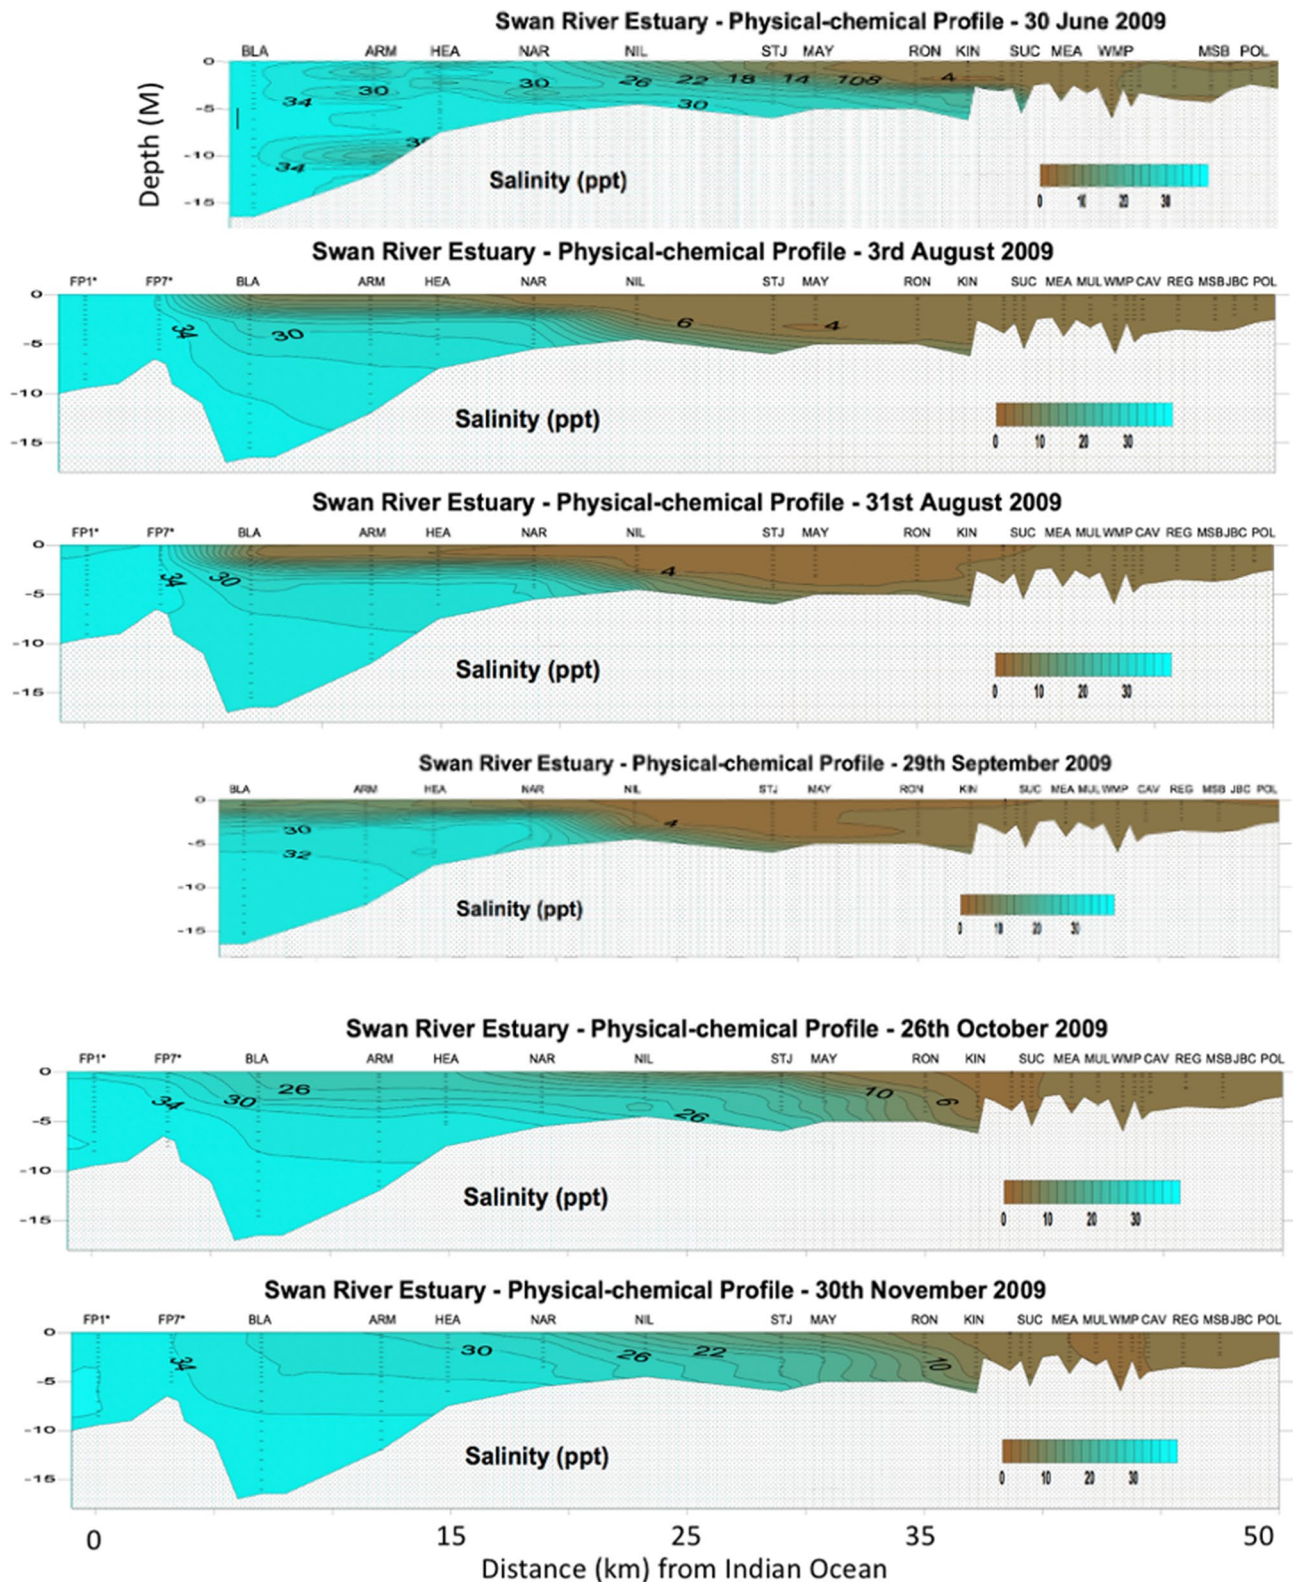 Swan River Estuary - Physical-chemical Profile - 30 June 2009
BLA ARM HEA NAR NIL STJ MAY RON KIN SUC MEA WMP MSB POL
0
-5
-10
-15
Depth (M)
34 30 30 26 22 18 14 10 8 4
30
34
Salinity (ppt)
0 10 20 30
Swan River Estuary - Physical-chemical Profile - 3rd August 2009
FP1* FP7* BLA ARM HEA NAR NIL STJ MAY RON KIN SUC MEA MUL WMP CAV REG MSB JBC POL
0
-5
-10
-15
34 30 6 4
Salinity (ppt)
0 10 20 30
Swan River Estuary - Physical-chemical Profile - 31st August 2009
FP1* FP7* BLA ARM HEA NAR NIL STJ MAY RON KIN SUC MEA MUL WMP CAV REG MSB JBC POL
0
-5
-10
-15
34 30 4
Salinity (ppt)
0 10 20 30
Swan River Estuary - Physical-chemical Profile - 29th September 2009
BLA ARM HEA NAR NIL STJ MAY RON KIN SUC MEA MUL WMP CAV REG MSB JBC POL
0
-5
-10
-15
30 4
32
Salinity (ppt)
0 10 20 30
Swan River Estuary - Physical-chemical Profile - 26th October 2009
FP1* FP7* BLA ARM HEA NAR NIL STJ MAY RON KIN SUC MEA MUL WMP CAV REG MSB JBC POL
0
-5
-10
-15
34 30 26 26 10 6
Salinity (ppt)
0 10 20 30
Swan River Estuary - Physical-chemical Profile - 30th November 2009
FP1* FP7* BLA ARM HEA NAR NIL STJ MAY RON KIN SUC MEA MUL WMP CAV REG MSB JBC POL
0
-5
-10
-15
34 30 26 22 10
Salinity (ppt)
0 10 20 30
0 15 25 35 50
Distance (km) from Indian Ocean